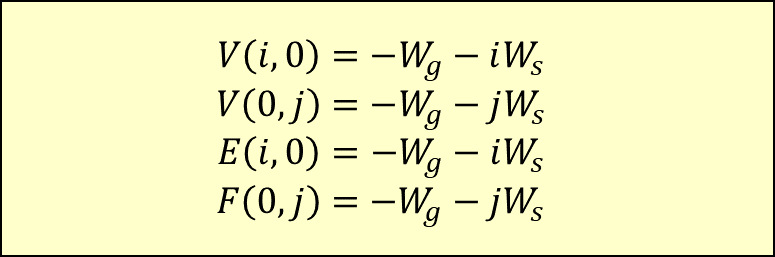 V(i, 0) = −W_g − iW_s
V(0, j) = −W_g − jW_s
E(i, 0) = −W_g − iW_s
F(0, j) = −W_g − jW_s